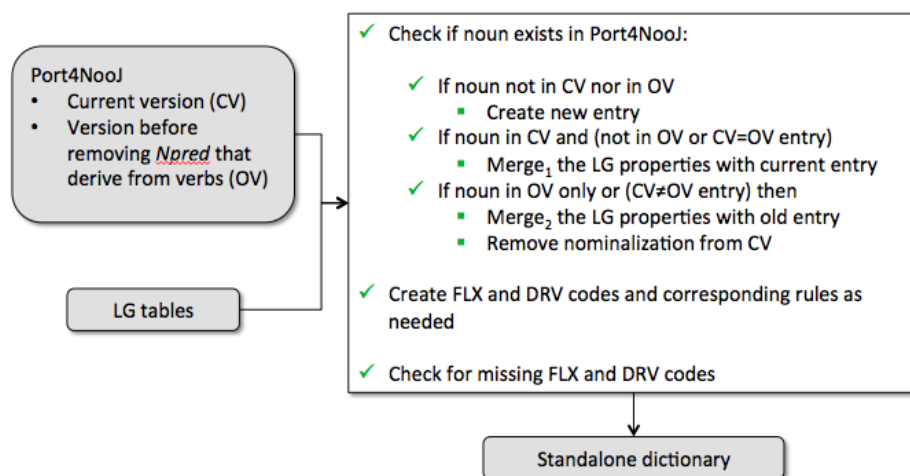 Port4NooJ
• Current version (CV)
• Version before
removing Npred that
derive from verbs (OV)
LG tables
✓ Check if noun exists in Port4NooJ:
✓ If noun not in CV nor in OV
▪ Create new entry
✓ If noun in CV and (not in OV or CV=OV entry)
▪ Merge₁ the LG properties with current entry
✓ If noun in OV only or (CV≠OV entry) then
▪ Merge₂ the LG properties with old entry
▪ Remove nominalization from CV
✓ Create FLX and DRV codes and corresponding rules as
needed
✓ Check for missing FLX and DRV codes
Standalone dictionary